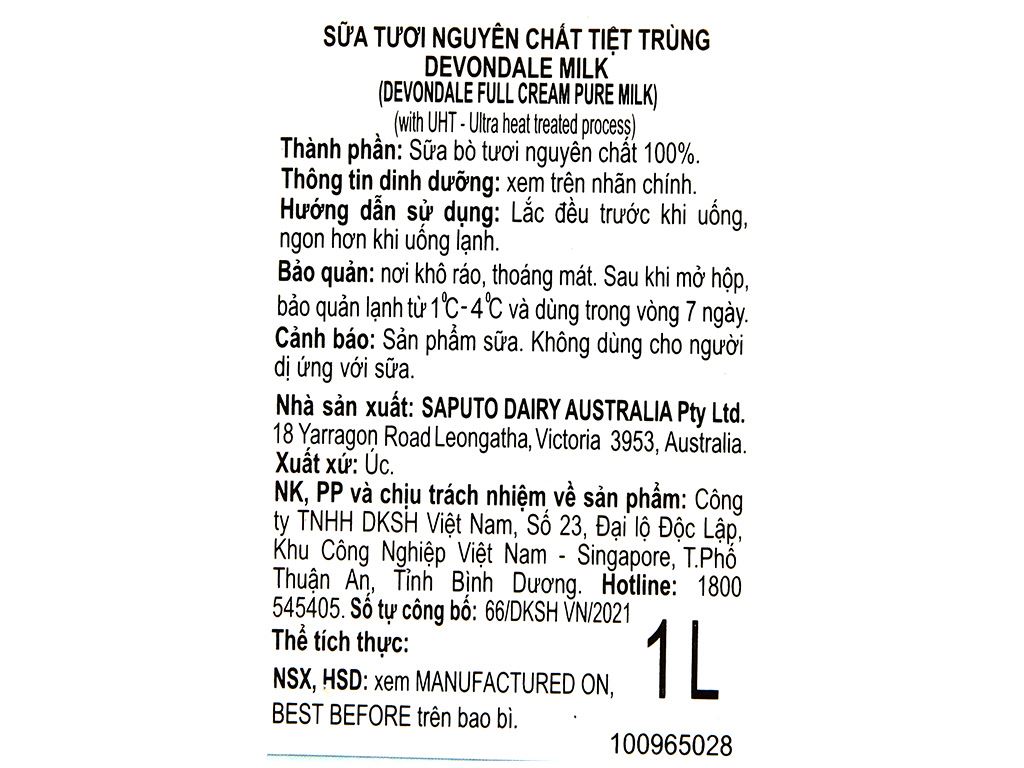 SỮA TƯƠI NGUYÊN CHẤT TIỆT TRÙNG
DEVONDALE MILK
(DEVONDALE FULL CREAM PURE MILK)
(with UHT - Ultra heat treated process)
Thành phần: Sữa bò tươi nguyên chất 100%.
Thông tin dinh dưỡng: xem trên nhãn chính.
Hướng dẫn sử dụng: Lắc đều trước khi uống,
ngon hơn khi uống lạnh.
Bảo quản: nơi khô ráo, thoáng mát. Sau khi mở hộp,
bảo quản lạnh từ 1⁰C- 4⁰C và dùng trong vòng 7 ngày.
Cảnh báo: Sản phẩm sữa. Không dùng cho người
dị ứng với sữa.
Nhà sản xuất: SAPUTO DAIRY AUSTRALIA Pty Ltd.
18 Yarragon Road Leongatha, Victoria 3953, Australia.
Xuất xứ: Úc.
NK, PP và chịu trách nhiệm về sản phẩm: Công
ty TNHH DKSH Việt Nam, Số 23, Đại lộ Độc Lập,
Khu Công Nghiệp Việt Nam - Singapore, T.Phố
Thuận An, Tỉnh Bình Dương. Hotline: 1800
545405. Số tự công bố: 66/DKSH VN/2021
Thể tích thực: 1 L
NSX, HSD: xem MANUFACTURED ON,
BEST BEFORE trên bao bì.
100965028